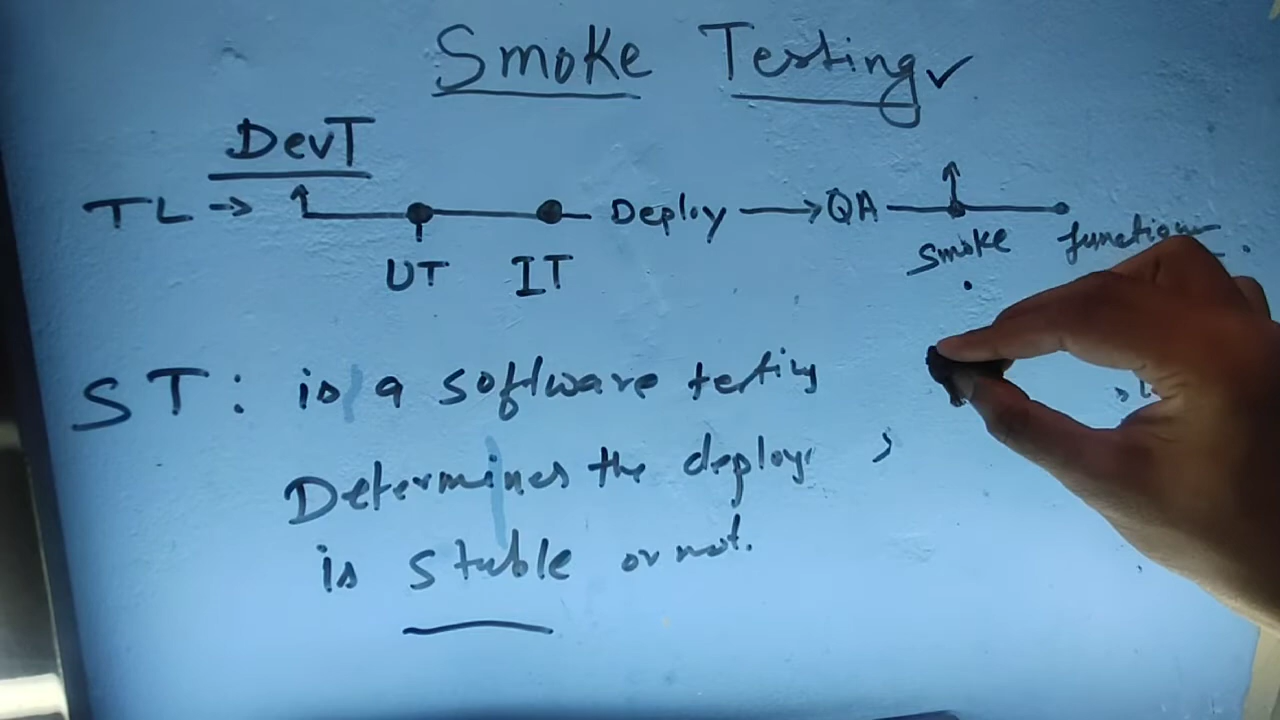 Smoke Testing
DevT
TL → Deploy → QA
UT IT Smoke
ST: is a software testing
Determines the deploy
is stable or not.